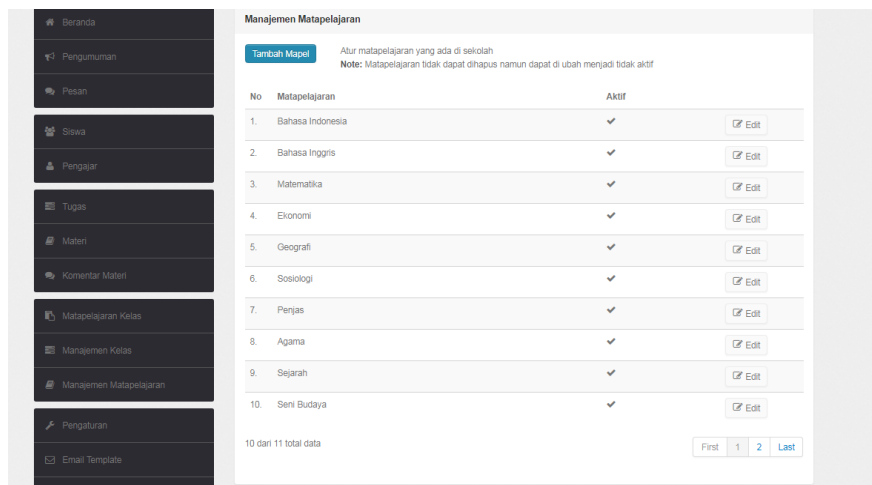 Beranda
Pengumuman
Pesan
Siswa
Pengajar
Tugas
Materi
Komentar Materi
Matapelajaran Kelas
Manajemen Kelas
Manajemen Matapelajaran
Pengaturan
Email Template
Manajemen Matapelajaran
Tambah Mapel
Atur matapelajaran yang ada di sekolah
Note: Matapelajaran tidak dapat dihapus namun dapat di ubah menjadi tidak aktif
No Matapelajaran Aktif
1. Bahasa Indonesia Edit
2. Bahasa Inggris Edit
3. Matematika Edit
4. Ekonomi Edit
5. Geografi Edit
6. Sosiologi Edit
7. Penjas Edit
8. Agama Edit
9. Sejarah Edit
10. Seni Budaya Edit
10 dari 11 total data
First 1 2 Last